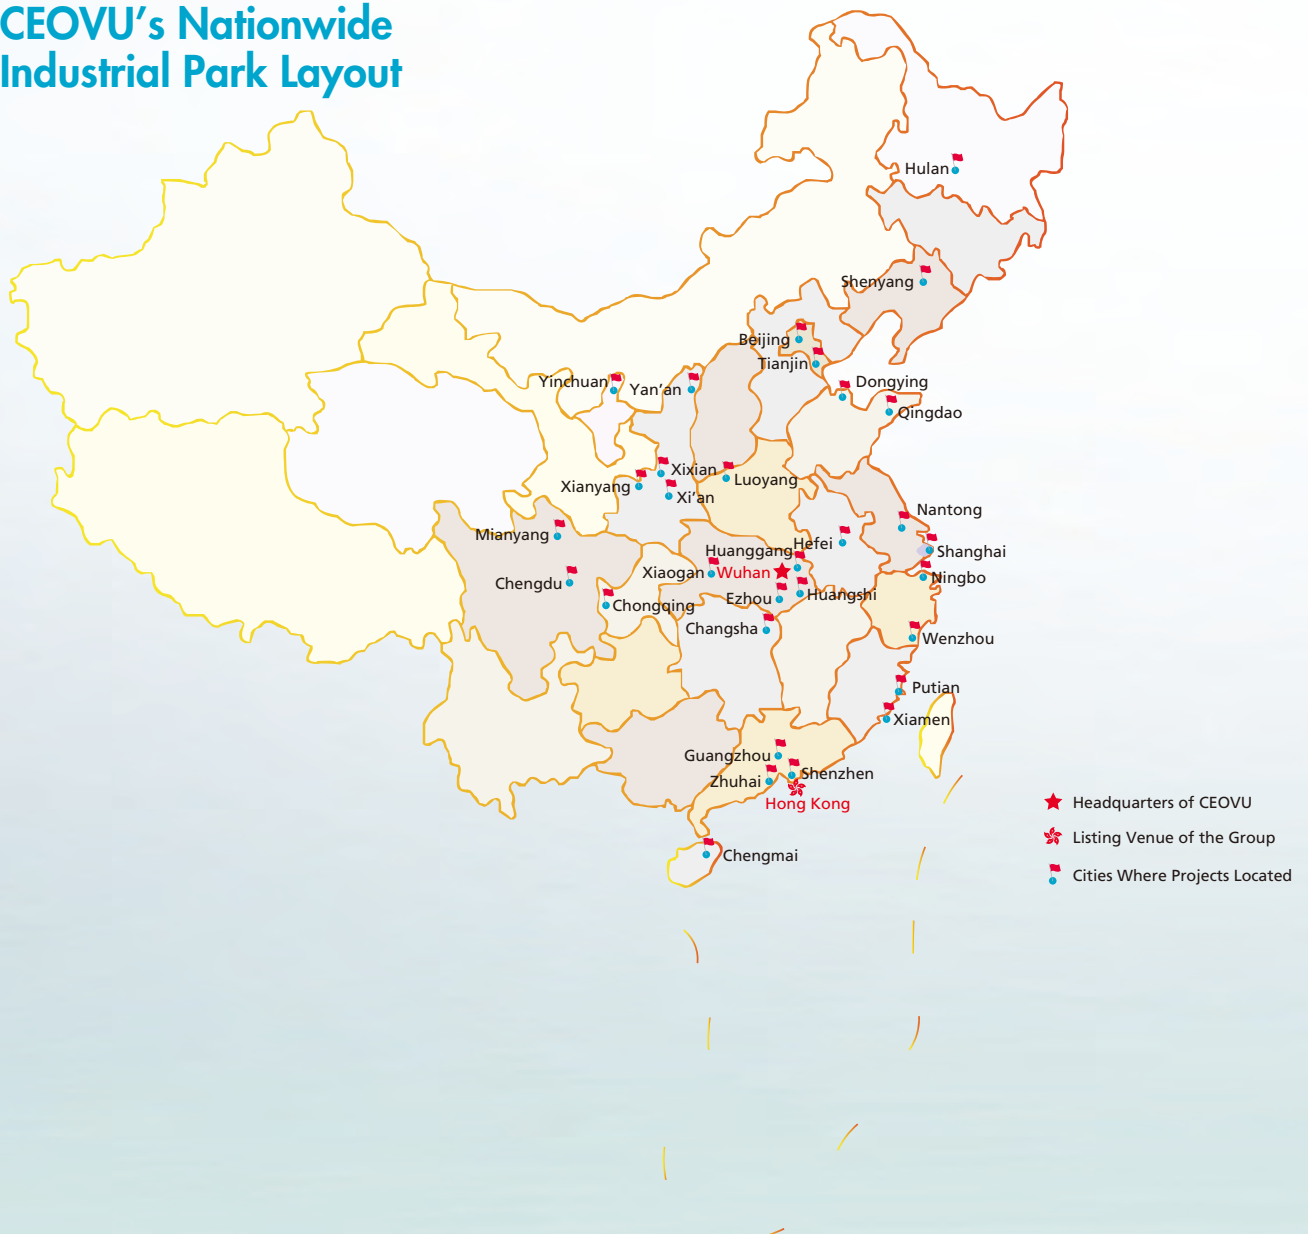 CEOVU’s Nationwide
Industrial Park Layout
Hulan
Shenyang
Beijing
Tianjin
Yinchuan
Yan’an
Dongying
Qingdao
Xixian
Luoyang
Xianyang
Xi’an
Nantong
Mianyang
Hefei
Huanggang
Shanghai
Xiaogan
Wuhan
Ningbo
Chengdu
Ezhou
Huangshi
Chongqing
Changsha
Wenzhou
Putian
Xiamen
Guangzhou
Shenzhen
Zhuhai
Hong Kong
Chengmai
Headquarters of CEOVU
Listing Venue of the Group
Cities Where Projects Located